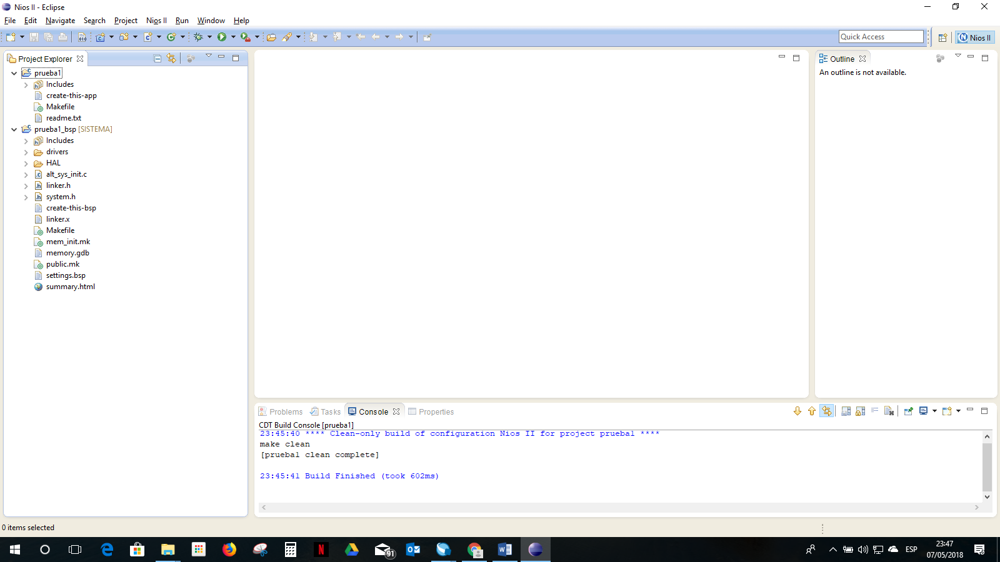 Nios II - Eclipse
File Edit Navigate Search Project Nios II Run Window Help
Quick Access
Nios II
Project Explorer
prueba1
Includes
create-this-app
Makefile
readme.txt
prueba1_bsp [SISTEMA]
Includes
drivers
HAL
alt_sys_init.c
linker.h
system.h
create-this-bsp
linker.x
Makefile
mem_init.mk
memory.gdb
public.mk
settings.bsp
summary.html
Outline
An outline is not available.
Problems Tasks Console Properties
CDT Build Console [prueba1]
23:45:40 **** Clean-only build of configuration Nios II for project prueba1 ****
make clean
[prueba1 clean complete]
23:45:41 Build Finished (took 602ms)
0 items selected
91
ESP
23:47
07/05/2018